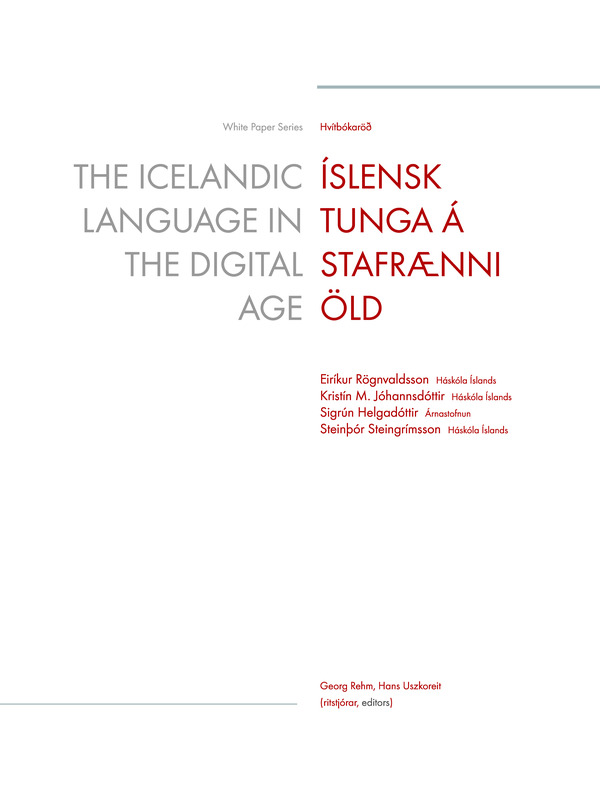 White Paper Series
THE ICELANDIC
LANGUAGE IN
THE DIGITAL
AGE
Hvítbókaröð
ÍSLENSK
TUNGA Á
STAFRÆNNI
ÖLD
Eiríkur Rögnvaldsson Háskóla Íslands
Kristín M. Jóhannsdóttir Háskóla Íslands
Sigrún Helgadóttir Árnastofnun
Steinþór Steingrímsson Háskóla Íslands
Georg Rehm, Hans Uszkoreit
(ritstjórar, editors)